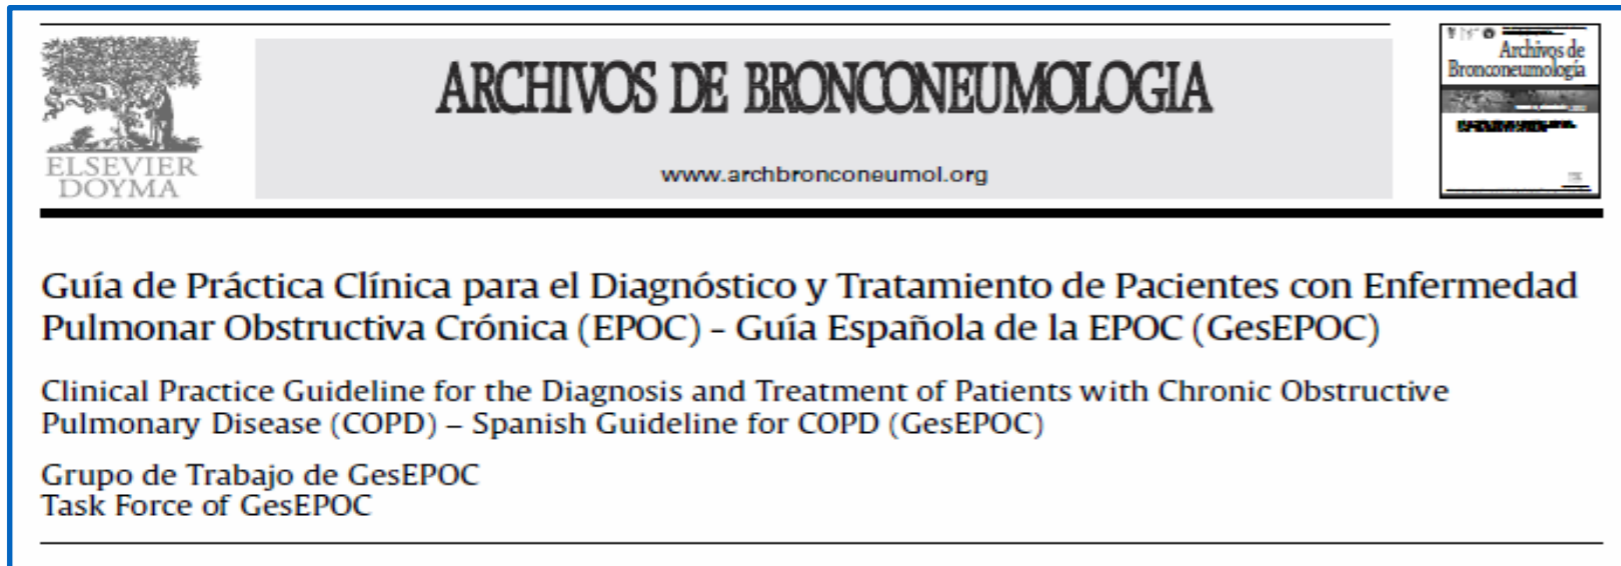 ELSEVIER
DOYMA
ARCHIVOS DE BRONCONEUMOLOGIA
www.archbronconeumol.org
Archivos de
Bronconeumología
Guía de Práctica Clínica para el Diagnóstico y Tratamiento de Pacientes con Enfermedad
Pulmonar Obstructiva Crónica (EPOC) - Guía Española de la EPOC (GesEPOC)
Clinical Practice Guideline for the Diagnosis and Treatment of Patients with Chronic Obstructive
Pulmonary Disease (COPD) – Spanish Guideline for COPD (GesEPOC)
Grupo de Trabajo de GesEPOC
Task Force of GesEPOC